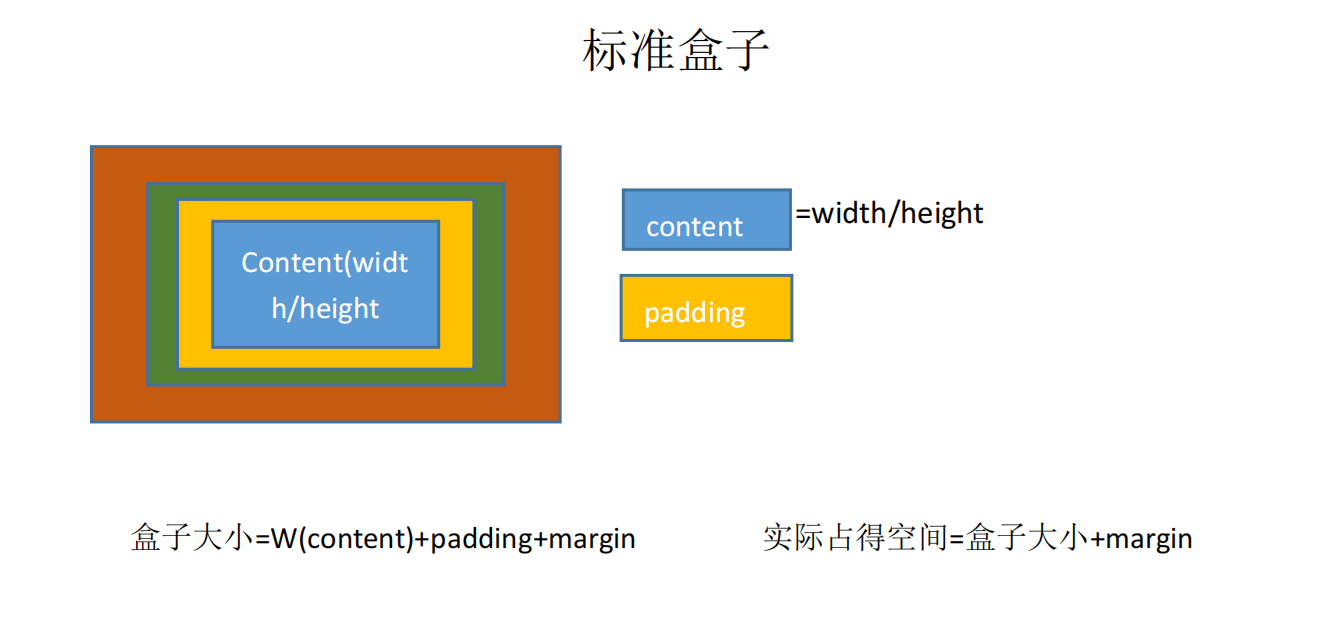 标准盒子
Content(widt
h/height
content
=width/height
padding
盒子大小=W(content)+padding+margin
实际占得空间=盒子大小+margin